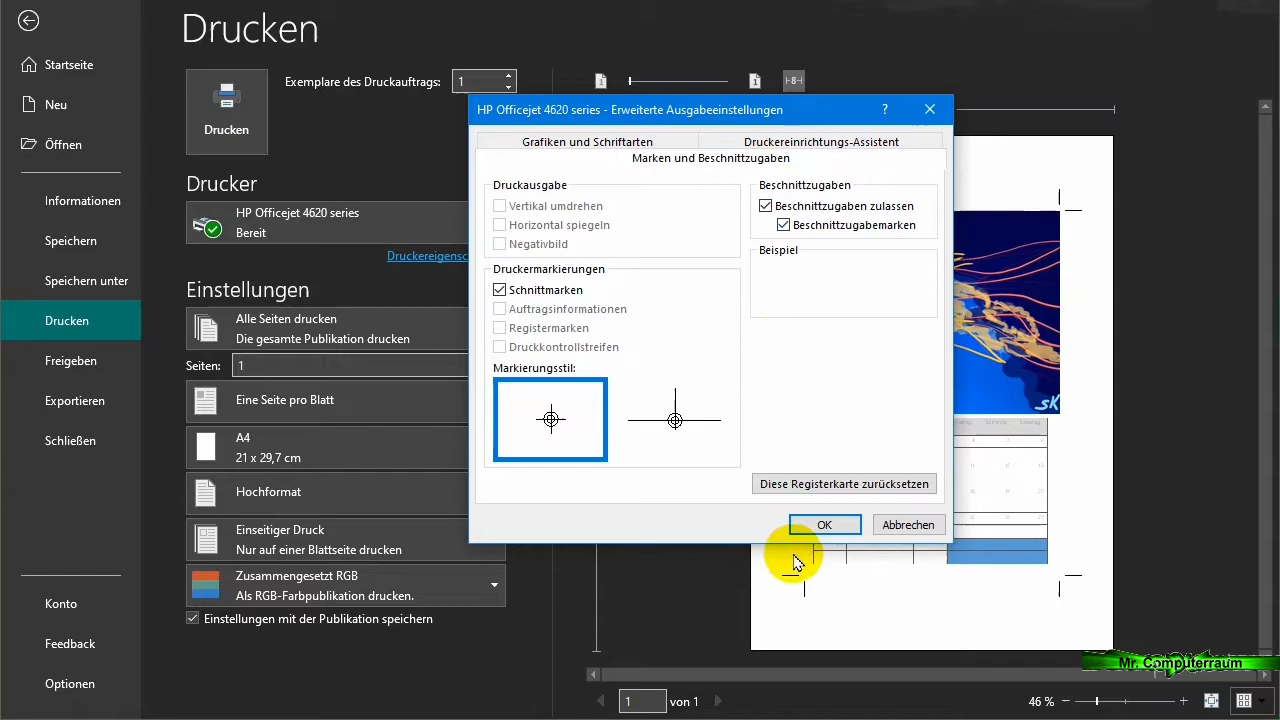 Drucken
Startseite
Neu
Öffnen
Informationen
Speichern
Speichern unter
Drucken
Freigeben
Exportieren
Schließen
Konto
Feedback
Optionen
Drucken
Exemplare des Druckauftrags:
1
Drucker
HP Officejet 4620 series
Bereit
Einstellungen
Alle Seiten drucken
Die gesamte Publikation drucken
Seiten:
1
Eine Seite pro Blatt
A4
21 x 29,7 cm
Hochformat
Einseitiger Druck
Nur auf einer Blattseite drucken
Zusammengesetzt RGB
Als RGB-Farbpublikation drucken.
Einstellungen mit der Publikation speichern
1
1
HP Officejet 4620 series - Erweiterte Ausgabeeinstellungen
?
Grafiken und Schriftarten
Druckereinrichtungs-Assistent
Marken und Beschnittzugaben
Druckausgabe
Vertikal umdrehen
Horizontal spiegeln
Negativbild
Druckermarkierungen
Schnittmarken
Auftragsinformationen
Registermarken
Druckkontrollstreifen
Markierungsstil:
Beschnittzugaben
Beschnittzugaben zulassen
Beschnittzugabemarken
Beispiel
Diese Registerkarte zurücksetzen
OK
Abbrechen
SK
Mr. Computerraum
1
von 1
46 %